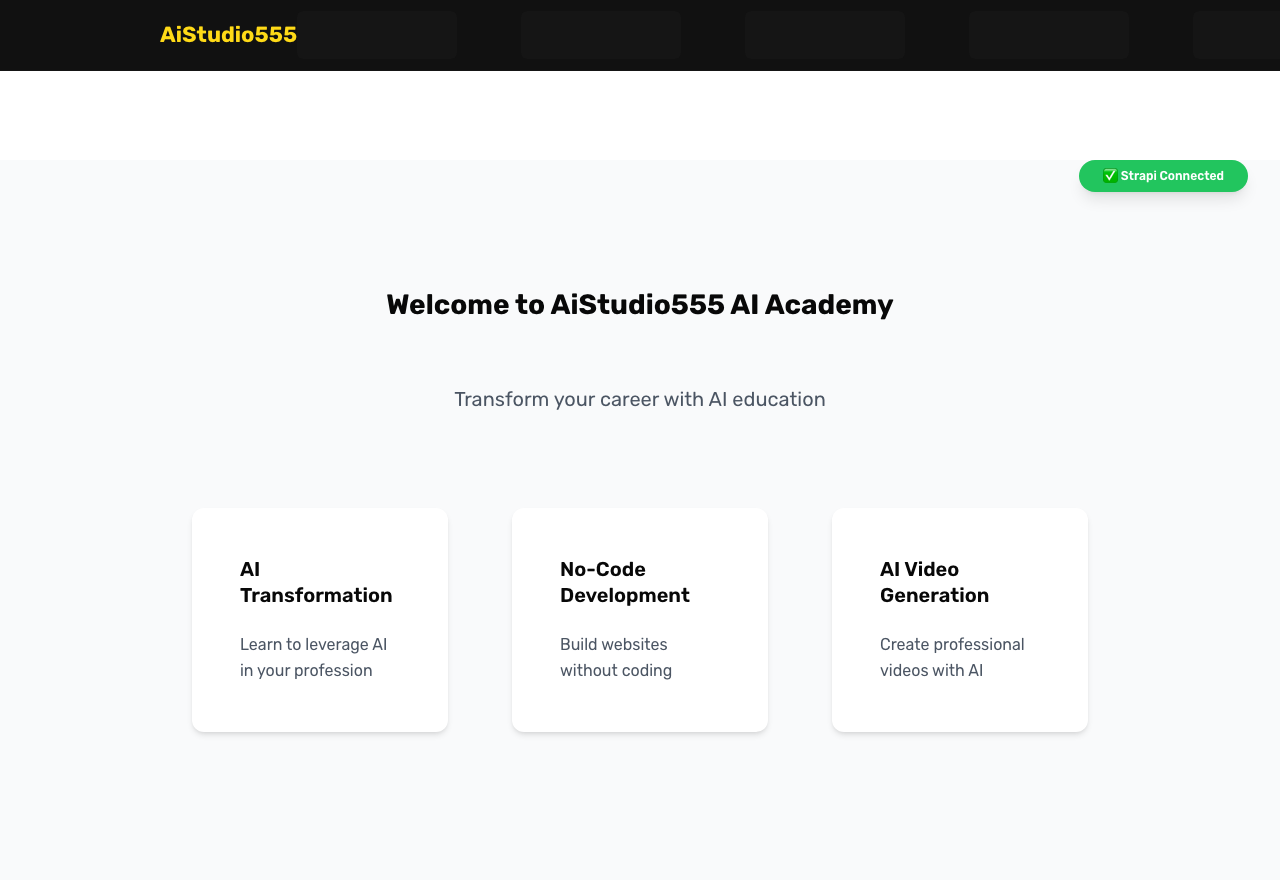 AiStudio555
✅ Strapi Connected
Welcome to AiStudio555 AI Academy
Transform your career with AI education
AI
Transformation
Learn to leverage AI
in your profession
No-Code
Development
Build websites
without coding
AI Video
Generation
Create professional
videos with AI